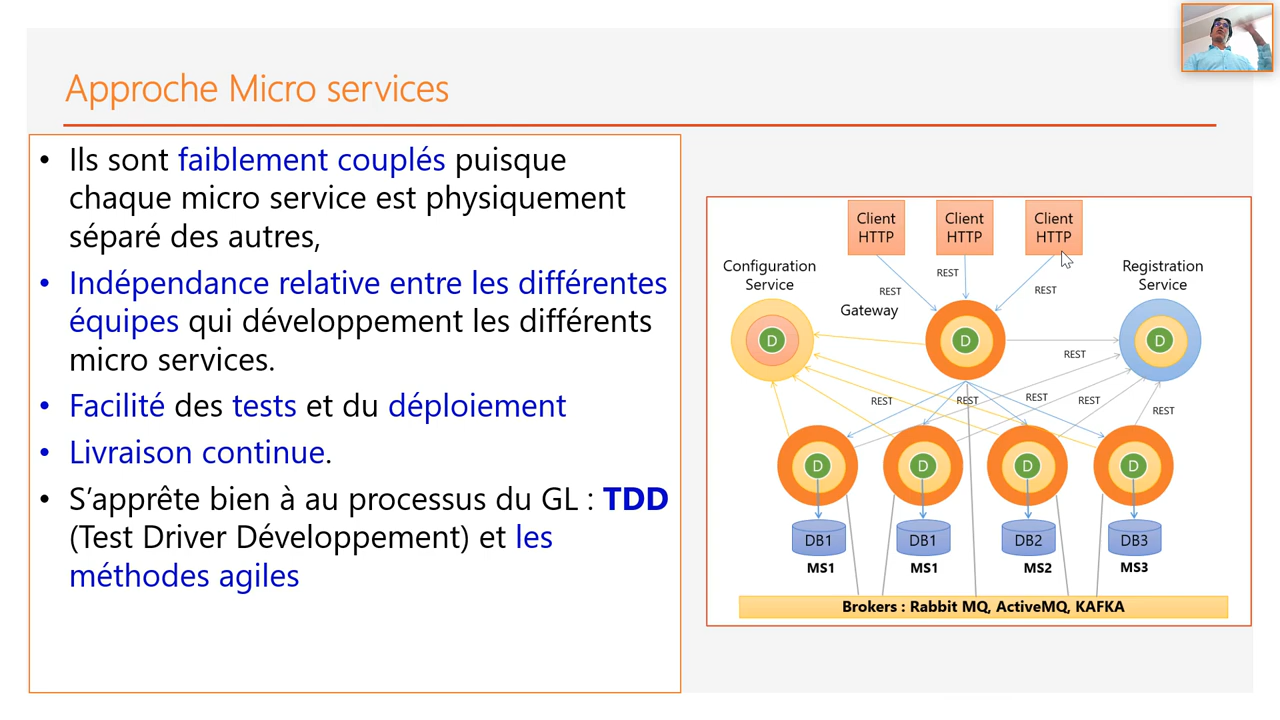 Approche Micro services
• Ils sont faiblement couplés puisque
chaque micro service est physiquement
séparé des autres,
• Indépendance relative entre les différentes
équipes qui développement les différents
micro services.
• Facilité des tests et du déploiement
• Livraison continue.
• S’apprête bien à au processus du GL : TDD
(Test Driver Développement) et les
méthodes agiles
Client
HTTP
Client
HTTP
Client
HTTP
Configuration
Service
Registration
Service
REST
REST
REST
Gateway
D
D
D
REST
REST
REST
REST
REST
REST
D
D
D
D
DB1
DB1
DB2
DB3
MS1
MS1
MS2
MS3
Brokers : Rabbit MQ, ActiveMQ, KAFKA